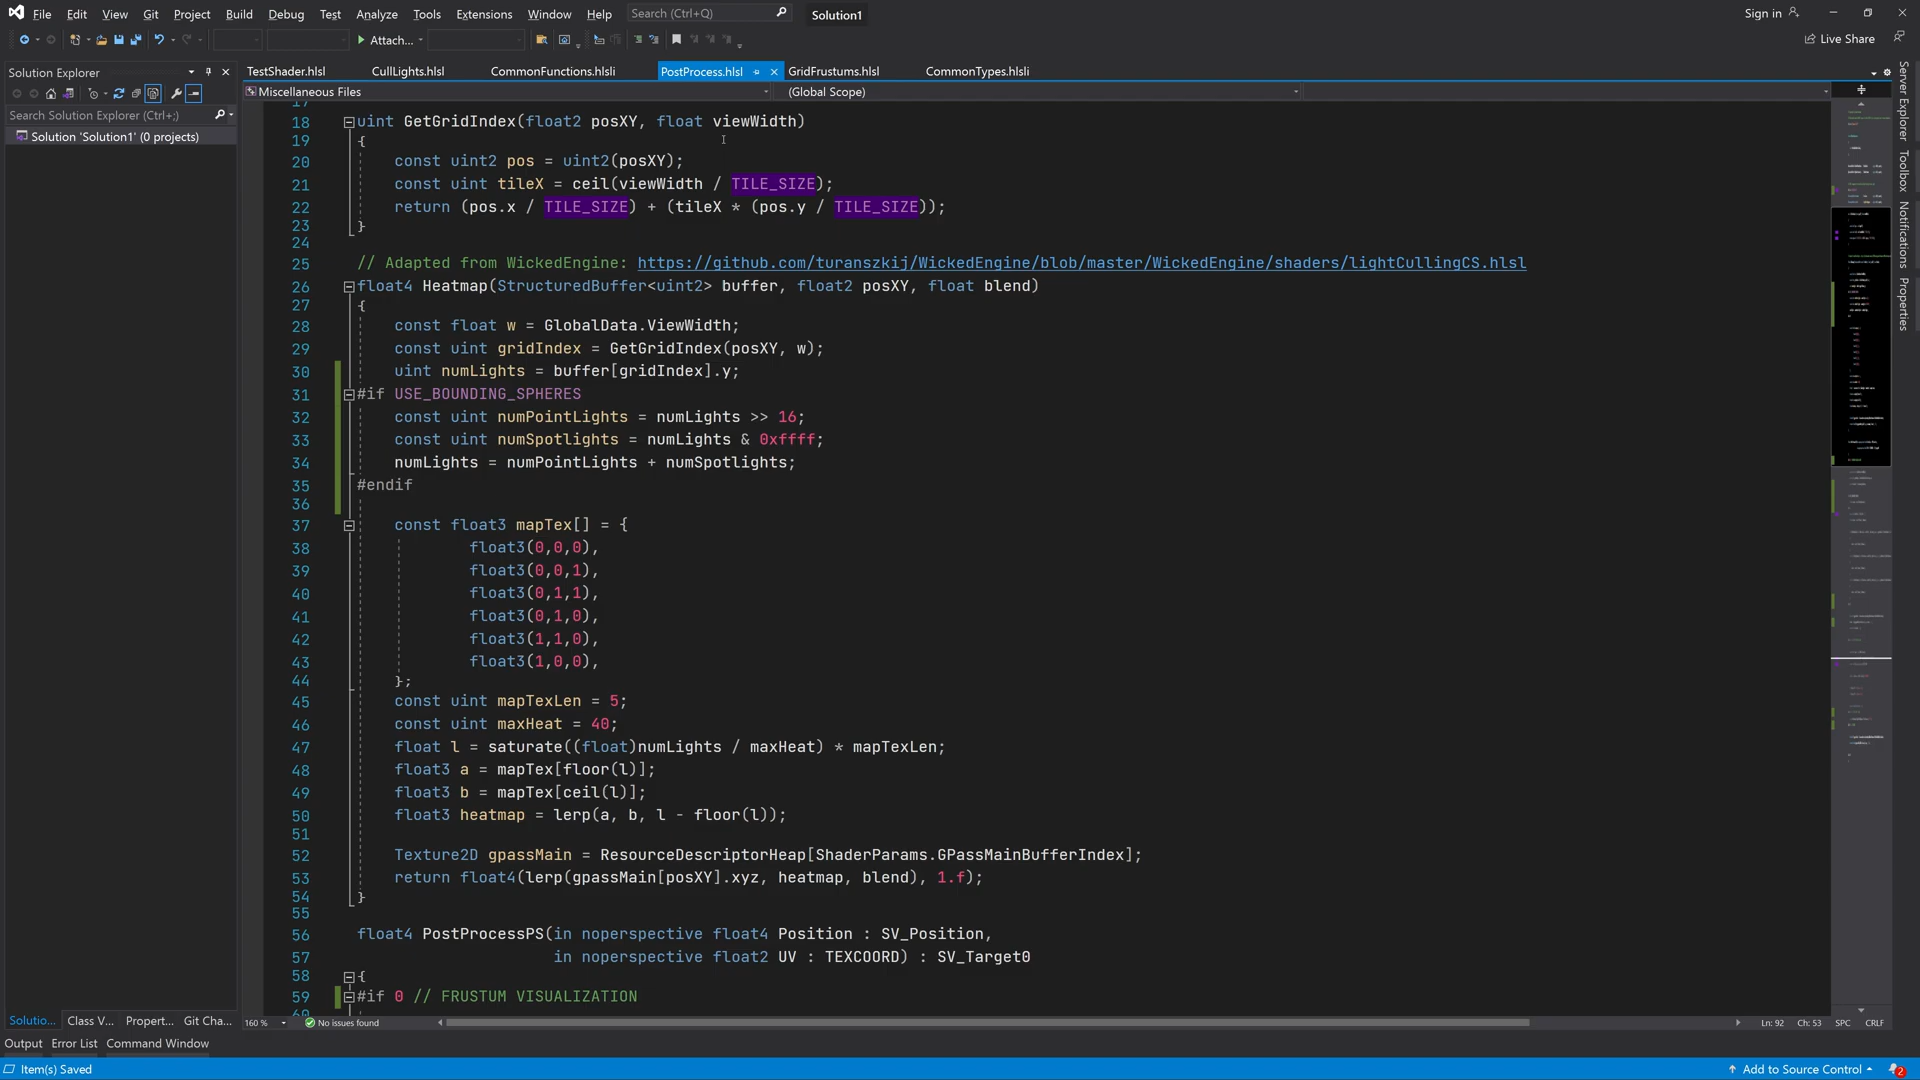 File Edit View Git Project Build Debug Test Analyze Tools Extensions Window Help Search (Ctrl+Q) Solution1 Sign in
Attach... Live Share
Solution Explorer
TestShader.hlsl CullLights.hlsl CommonFunctions.hlsli PostProcess.hlsl GridFrustums.hlsl CommonTypes.hlsli
Miscellaneous Files (Global Scope)
Search Solution Explorer (Ctrl+;)
Solution 'Solution1' (0 projects)
17
18 uint GetGridIndex(float2 posXY, float viewWidth)
19 {
20 const uint2 pos = uint2(posXY);
21 const uint tileX = ceil(viewWidth / TILE_SIZE);
22 return (pos.x / TILE_SIZE) + (tileX * (pos.y / TILE_SIZE));
23 }
24
25 // Adapted from WickedEngine: https://github.com/turanszkij/WickedEngine/blob/master/WickedEngine/shaders/lightCullingCS.hlsl
26 float4 Heatmap(StructuredBuffer<uint2> buffer, float2 posXY, float blend)
27 {
28 const float w = GlobalData.ViewWidth;
29 const uint gridIndex = GetGridIndex(posXY, w);
30 uint numLights = buffer[gridIndex].y;
31 #if USE_BOUNDING_SPHERES
32 const uint numPointLights = numLights >> 16;
33 const uint numSpotlights = numLights & 0xffff;
34 numLights = numPointLights + numSpotlights;
35 #endif
36
37 const float3 mapTex[] = {
38 float3(0,0,0),
39 float3(0,0,1),
40 float3(0,1,1),
41 float3(0,1,0),
42 float3(1,1,0),
43 float3(1,0,0),
44 };
45 const uint mapTexLen = 5;
46 const uint maxHeat = 40;
47 float l = saturate((float)numLights / maxHeat) * mapTexLen;
48 float3 a = mapTex[floor(l)];
49 float3 b = mapTex[ceil(l)];
50 float3 heatmap = lerp(a, b, l - floor(l));
51
52 Texture2D gpassMain = ResourceDescriptorHeap[ShaderParams.GPassMainBufferIndex];
53 return float4(lerp(gpassMain[posXY].xyz, heatmap, blend), 1.f);
54 }
55
56 float4 PostProcessPS(in noperspective float4 Position : SV_Position,
57 in noperspective float2 UV : TEXCOORD) : SV_Target0
58 {
59 #if 0 // FRUSTUM VISUALIZATION
60
Server Explorer
Toolbox
Notifications
Properties
Solutio... Class V... Propert... Git Cha... 160 % No issues found Ln: 92 Ch: 53 SPC CRLF
Output Error List Command Window
Item(s) Saved Add to Source Control 2